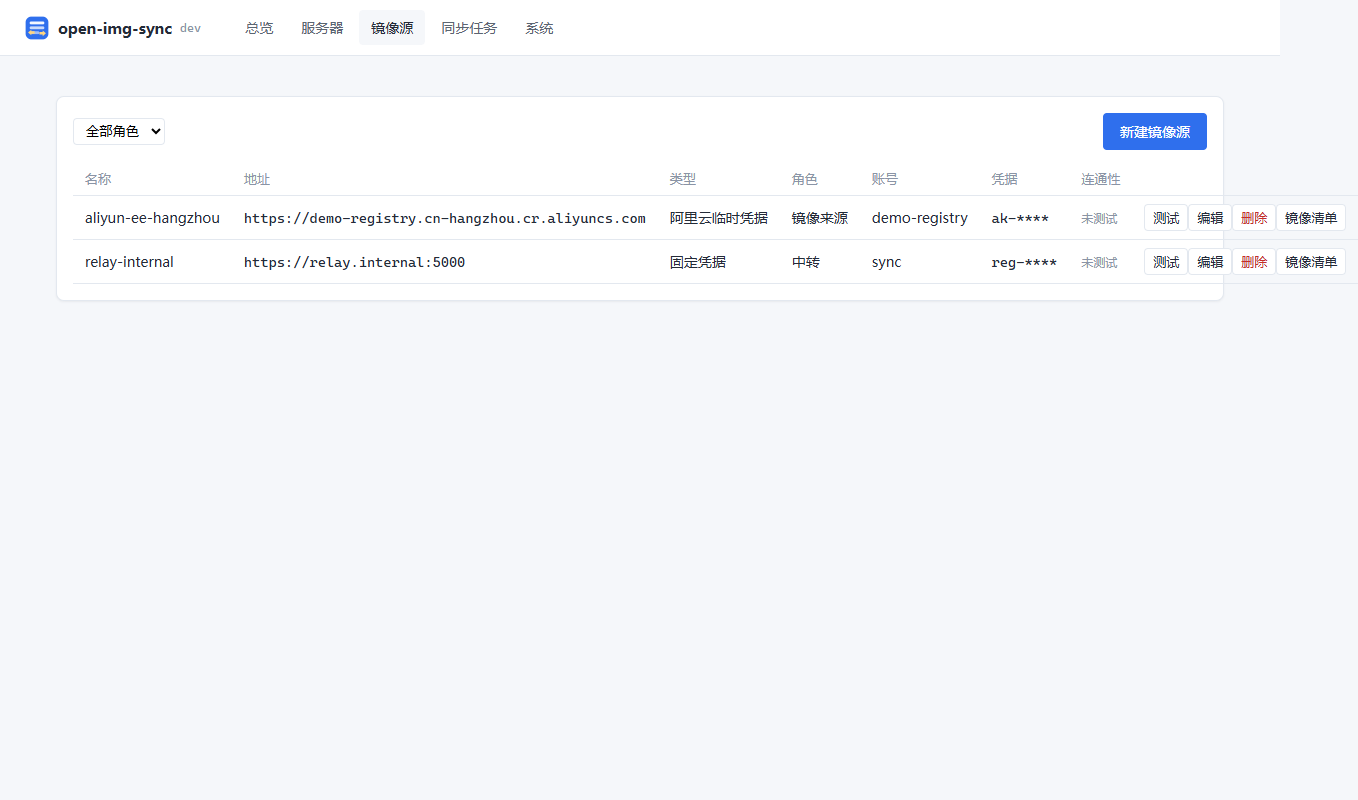 open-img-sync dev 总览 服务器 镜像源 同步任务 系统
全部角色 新建镜像源
名称 地址 类型 角色 账号 凭据 连通性
aliyun-ee-hangzhou https://demo-registry.cn-hangzhou.cr.aliyuncs.com 阿里云临时凭据 镜像来源 demo-registry ak-**** 未测试 测试 编辑 删除 镜像清单
relay-internal https://relay.internal:5000 固定凭据 中转 sync reg-**** 未测试 测试 编辑 删除 镜像清单